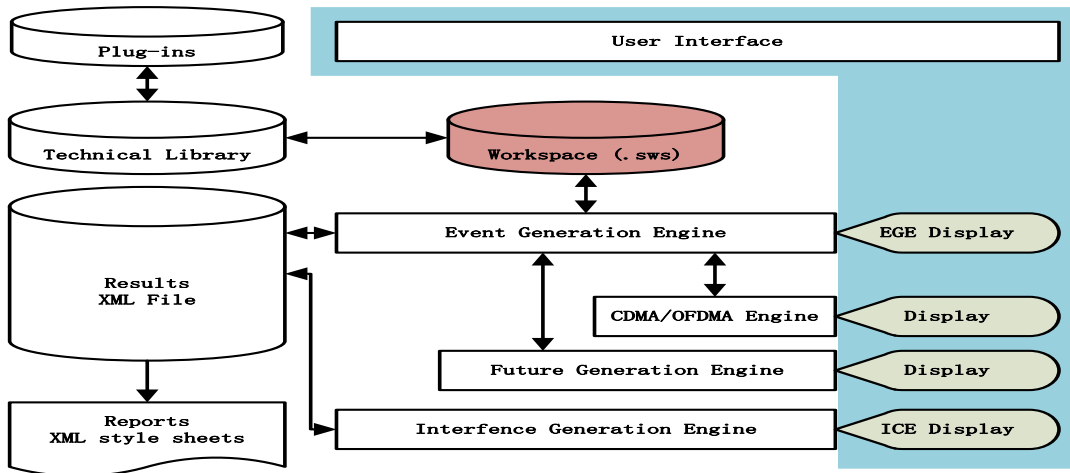 Plug-ins
User Interface
Technical Library
Workspace (.sws)
Event Generation Engine
EGE Display
Results
XML File
CDMA/OFDMA Engine
Display
Future Generation Engine
Display
Reports
XML style sheets
Interfence Generation Engine
ICE Display